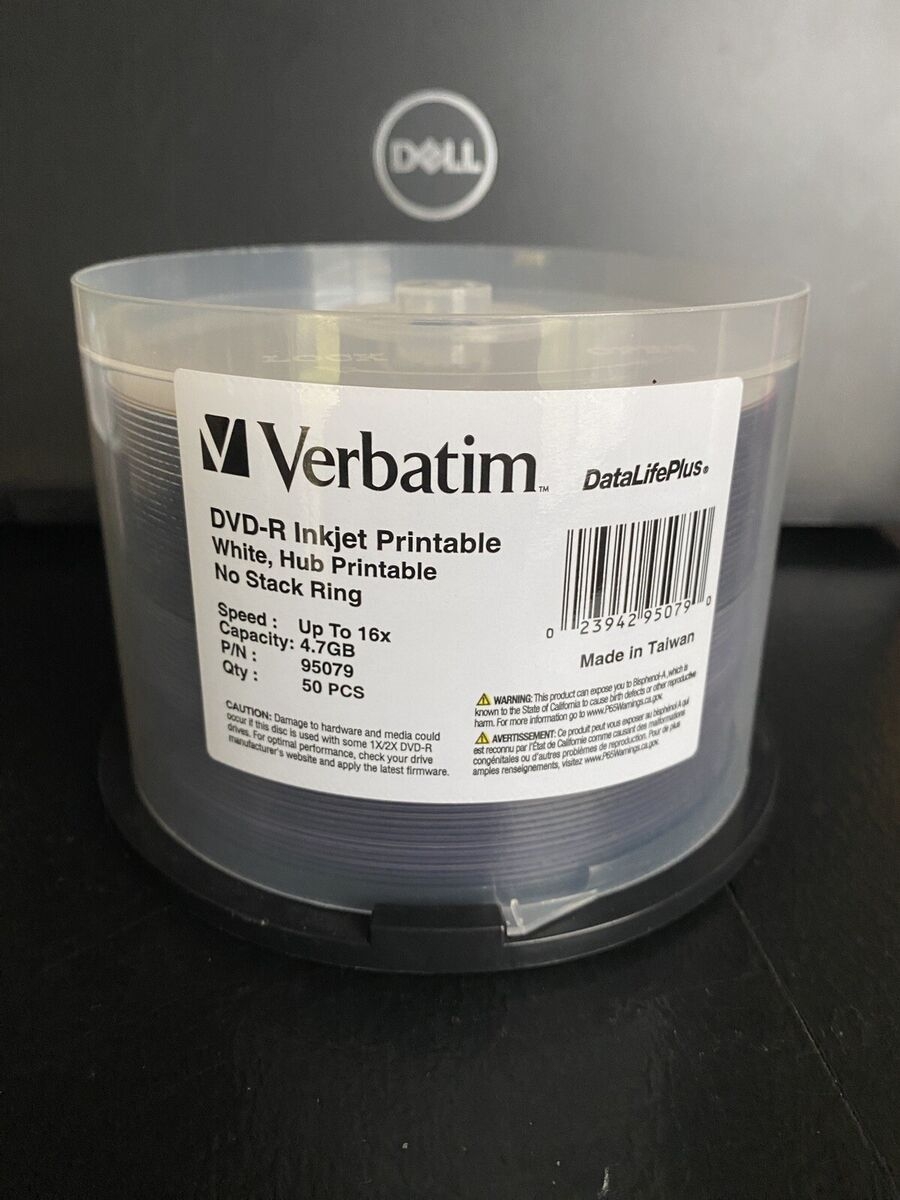 DELL
LOCK
OPEN
Verbatim™
DataLifePlus®
DVD-R Inkjet Printable
White, Hub Printable
No Stack Ring
Speed : Up To 16x
Capacity: 4.7GB
P/N : 95079
Qty : 50 PCS
0 23942 95079 0
Made in Taiwan
CAUTION: Damage to hardware and media could
occur if this disc is used with some 1X/2X DVD-R
drives. For optimal performance, check your drive
manufacturer's website and apply the latest firmware.
WARNING: This product can expose you to Bisphenol-A, which is
known to the State of California to cause birth defects or other reproductive
harm. For more information go to www.P65Warnings.ca.gov.
AVERTISSEMENT: Ce produit peut vous exposer au bisphénol A qui
est reconnu par l'État de Californie comme causant des malformations
congénitales ou d'autres problèmes de reproduction. Pour de plus
amples renseignements, visitez www.P65Warnings.ca.gov.